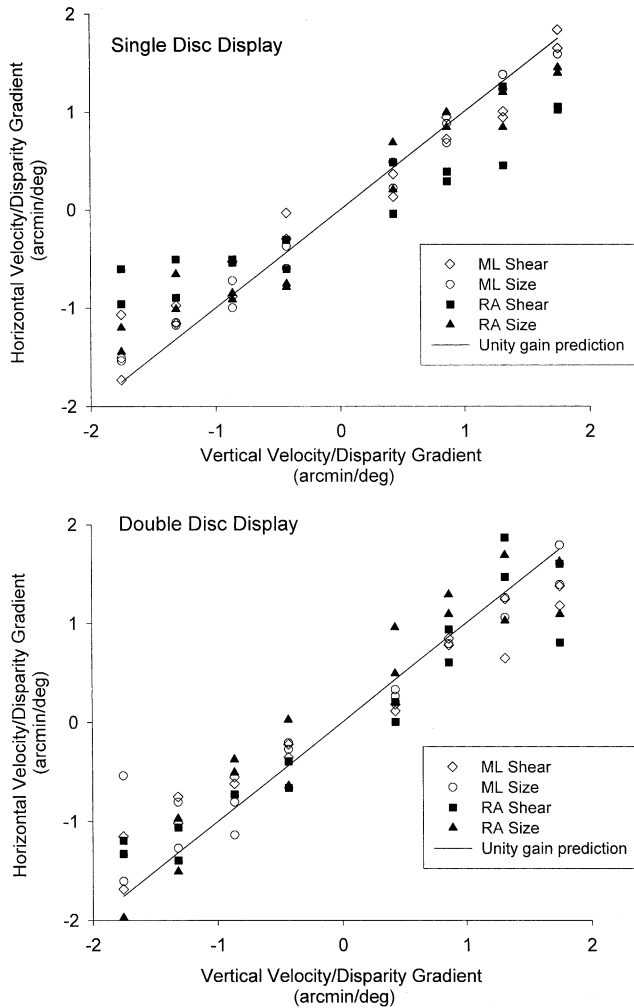 Single Disc Display
2
1
0
-1
-2
Horizontal Velocity/Disparity Gradient
(arcmin/deg)
ML Shear
ML Size
RA Shear
RA Size
Unity gain prediction
-2
-1
0
1
2
Vertical Velocity/Disparity Gradient
(arcmin/deg)
Double Disc Display
2
1
0
-1
-2
Horizontal Velocity/Disparity Gradient
(arcmin/deg)
ML Shear
ML Size
RA Shear
RA Size
Unity gain prediction
-2
-1
0
1
2
Vertical Velocity/Disparity Gradient
(arcmin/deg)